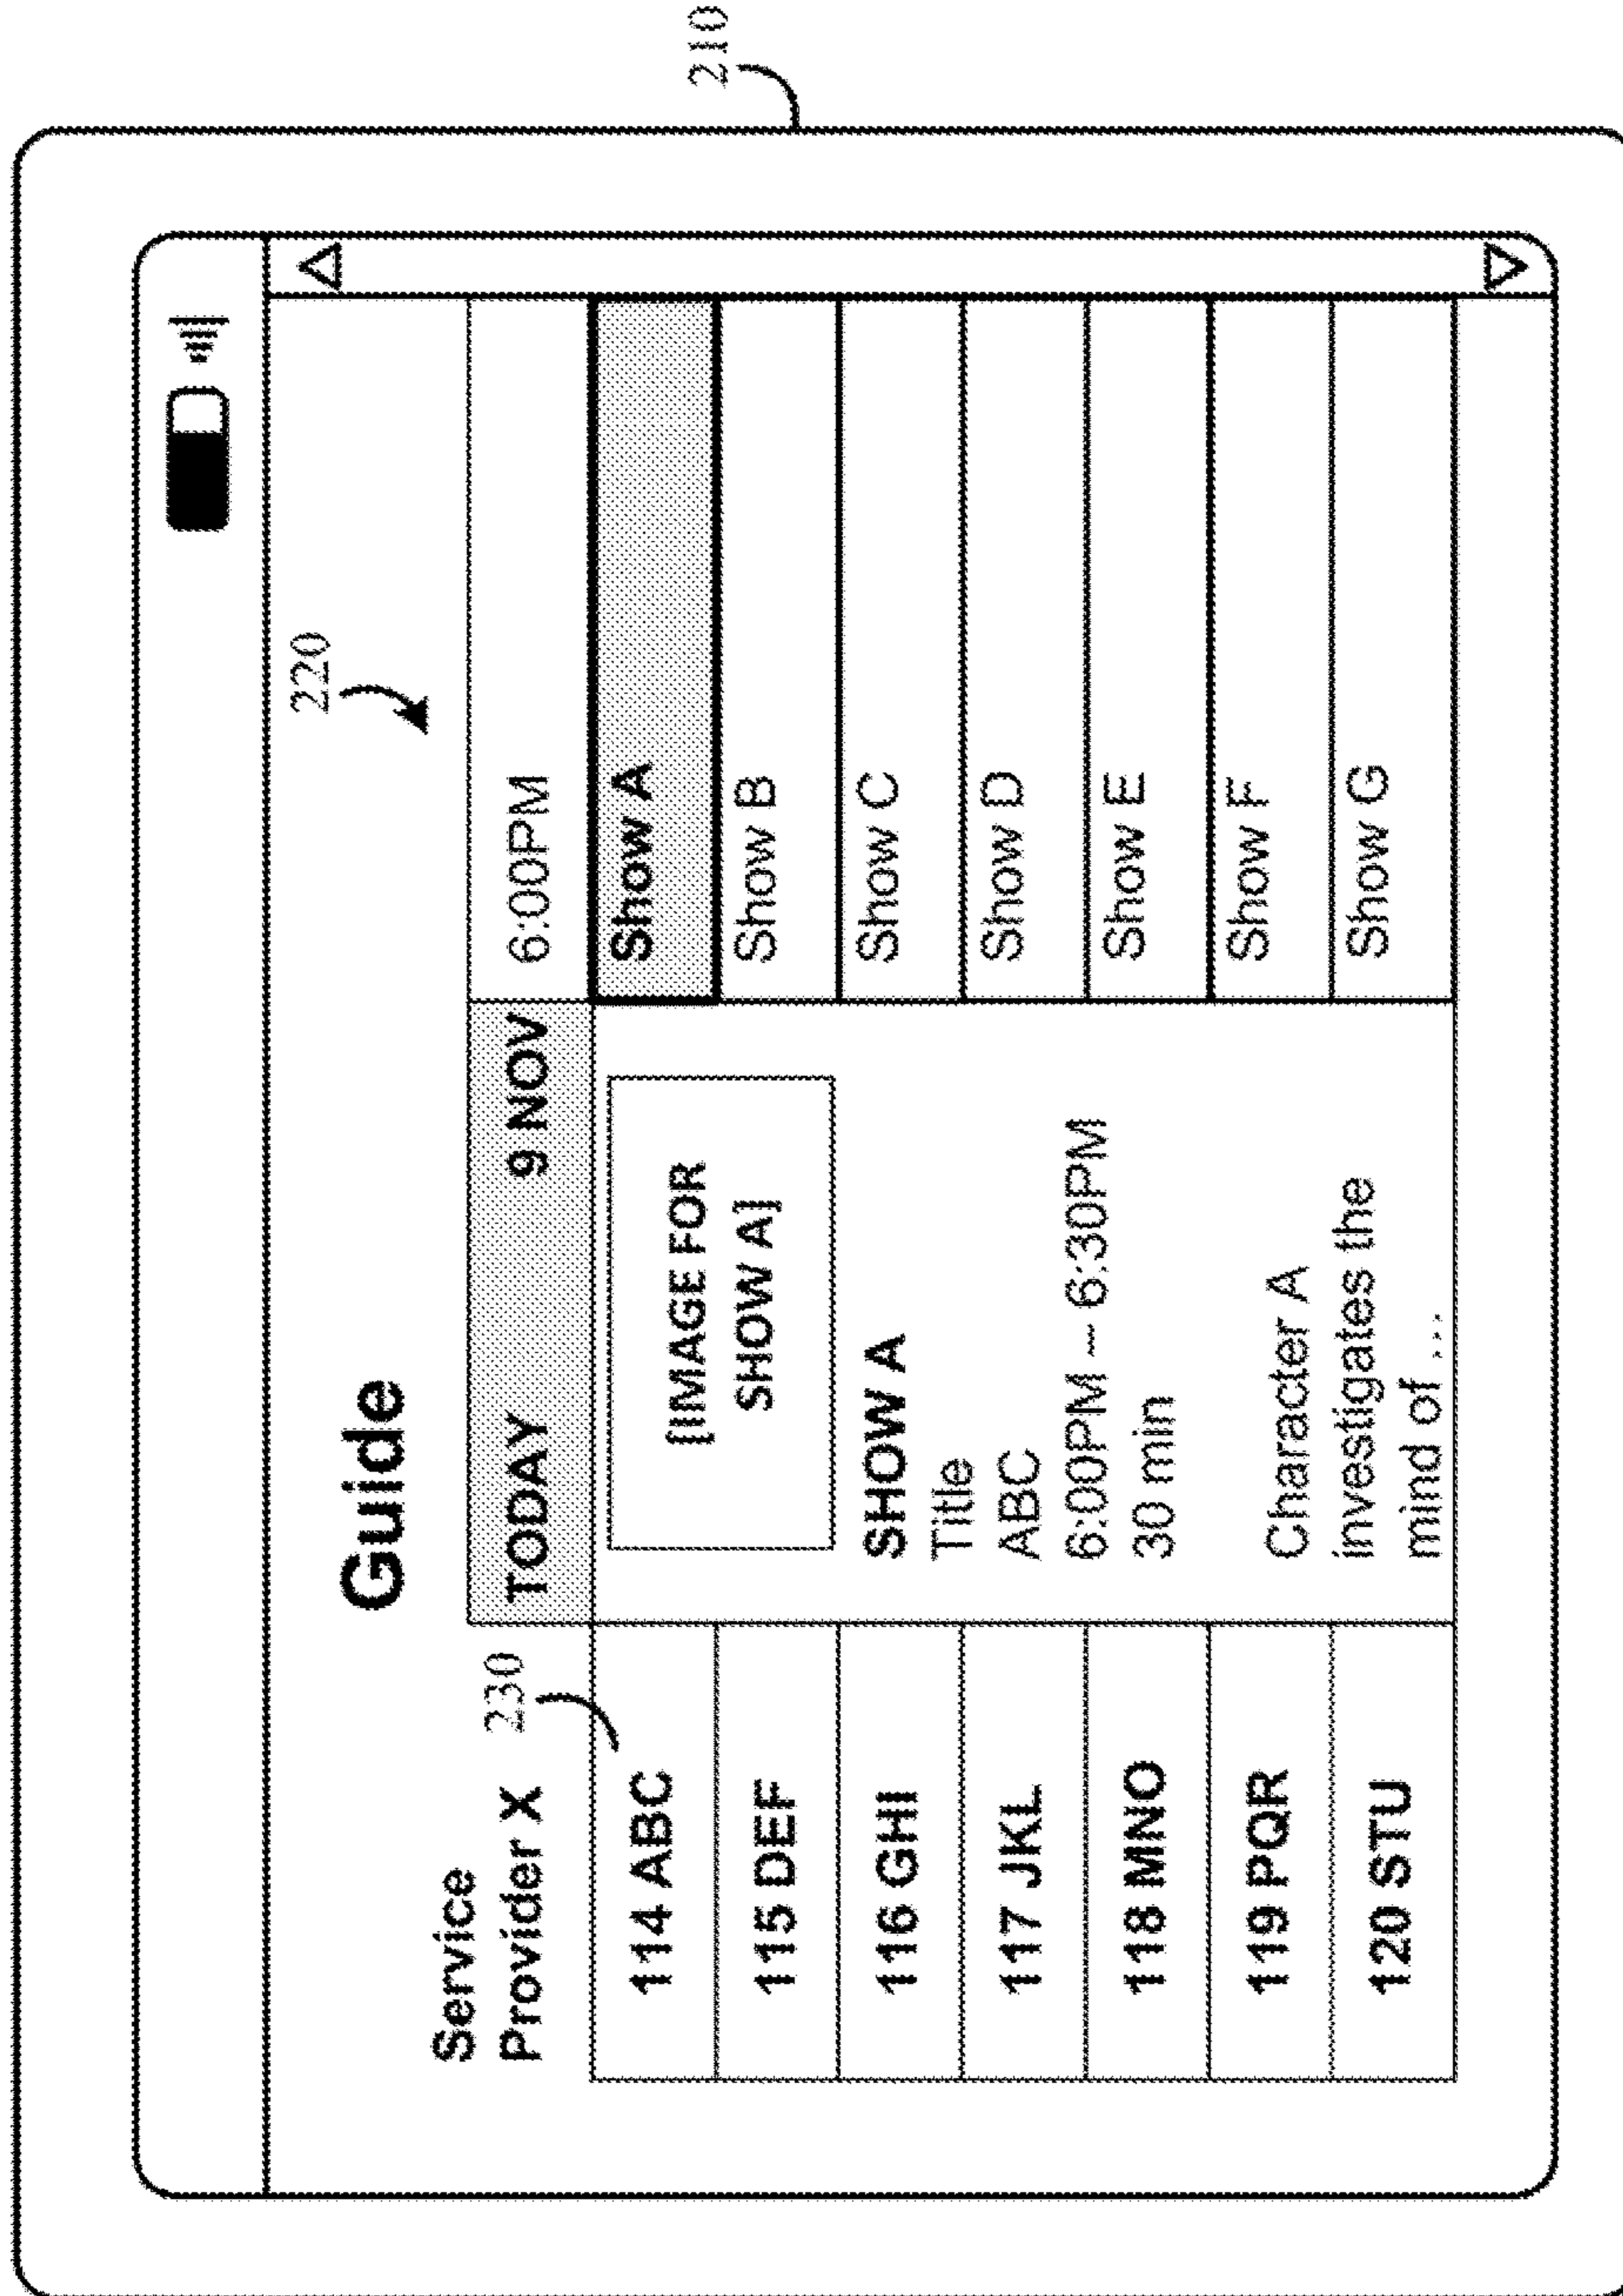 210
220
Guide
Service
Provider X
230
TODAY 9 NOV 6:00PM
114 ABC
115 DEF
116 GHI
117 JKL
118 MNO
119 PQR
120 STU
[IMAGE FOR
SHOW A]
SHOW A
Title
ABC
6:00PM – 6:30PM
30 min
Character A
investigates the
mind of ...
Show A
Show B
Show C
Show D
Show E
Show F
Show G